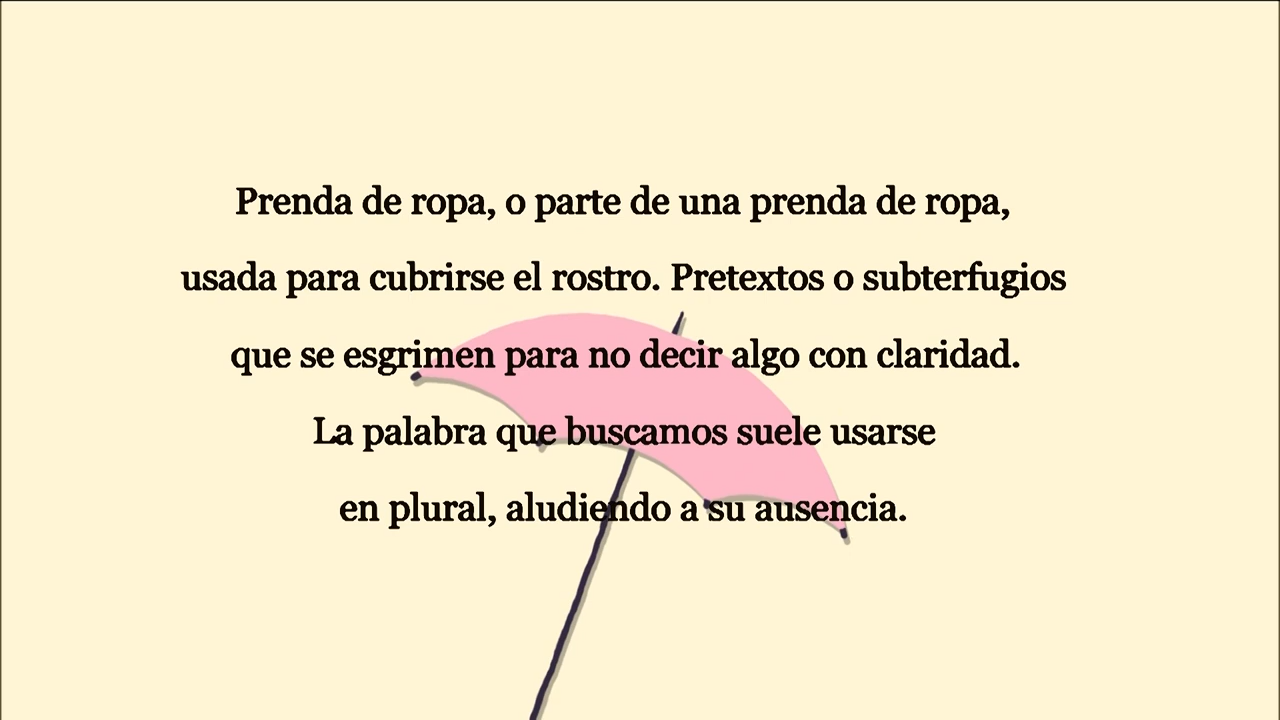 Prenda de ropa, o parte de una prenda de ropa,
usada para cubrirse el rostro. Pretextos o subterfugios
que se esgrimen para no decir algo con claridad.
La palabra que buscamos suele usarse
en plural, aludiendo a su ausencia.